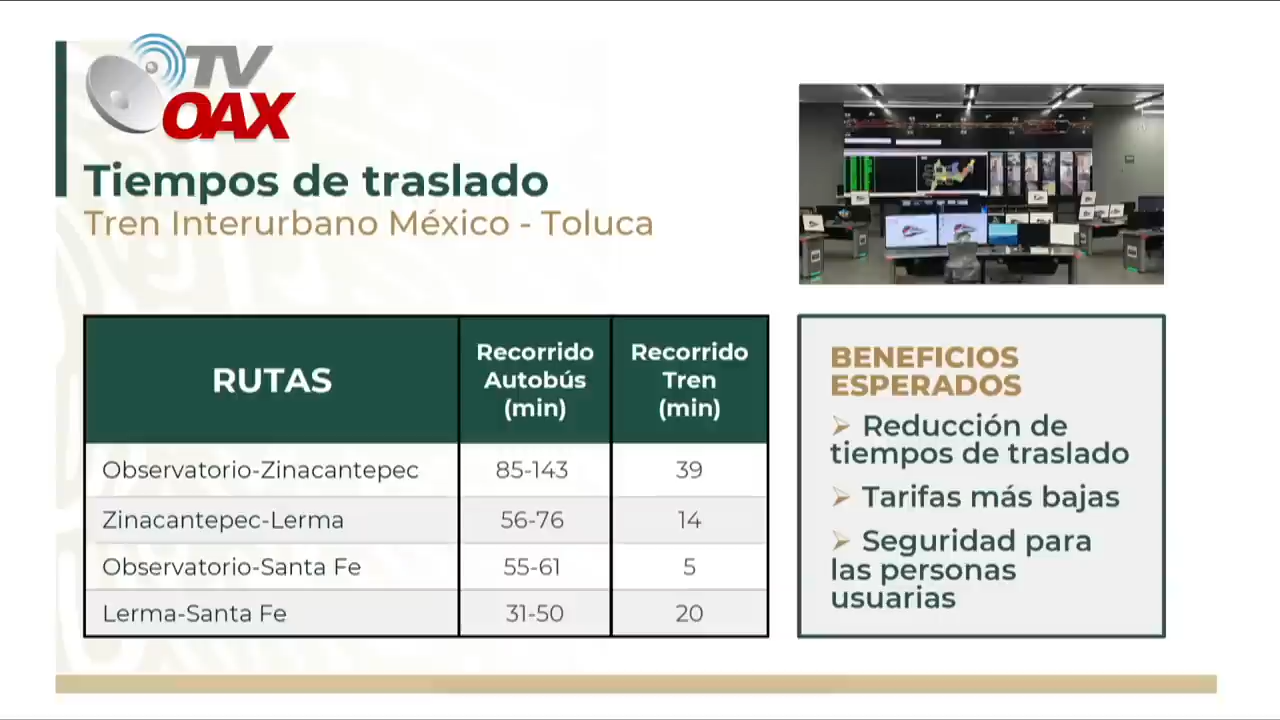 TV
OAX
Tiempos de traslado
Tren Interurbano México - Toluca
RUTAS
Recorrido
Autobús
(min)
Recorrido
Tren
(min)
Observatorio-Zinacantepec 85-143 39
Zinacantepec-Lerma 56-76 14
Observatorio-Santa Fe 55-61 5
Lerma-Santa Fe 31-50 20
BENEFICIOS
ESPERADOS
➢ Reducción de
tiempos de traslado
➢ Tarifas más bajas
➢ Seguridad para
las personas
usuarias